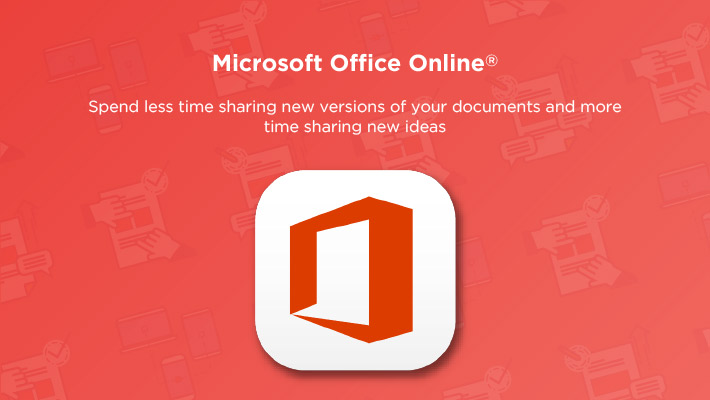 Microsoft Office Online®
Spend less time sharing new versions of your documents and more
time sharing new ideas